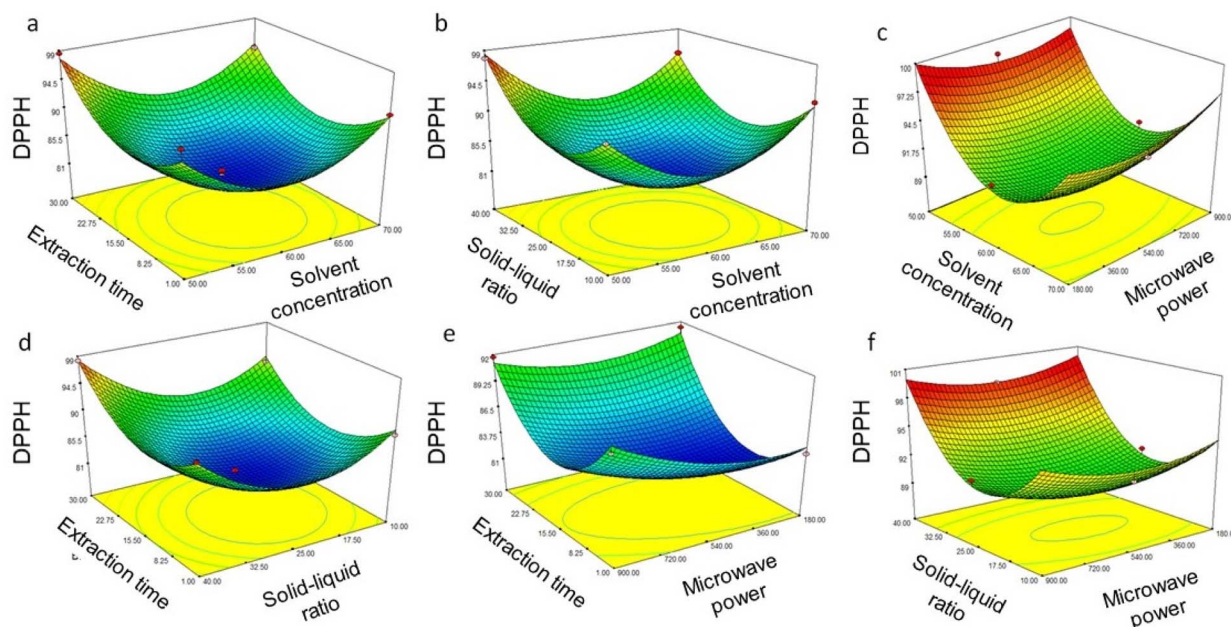 a
DPPH
99
94.5
90
85.5
81
30.00
22.75
15.50
8.25
1.00
50.00
55.00
60.00
65.00
70.00
Extraction time
Solvent
concentration
b
DPPH
99
94.5
90
85.5
81
40.00
32.50
25.00
17.50
10.00
50.00
55.00
60.00
65.00
70.00
Solid-liquid
ratio
Solvent
concentration
c
DPPH
100
97.25
94.5
91.75
89
50.00
55.00
60.00
65.00
70.00
180.00
360.00
540.00
720.00
900.00
Solvent
concentration
Microwave
power
d
DPPH
99
94.5
90
85.5
81
30.00
22.75
15.50
8.25
1.00
40.00
32.50
25.00
17.50
10.00
Extraction time
Solid-liquid
ratio
e
DPPH
92
89.25
86.5
83.75
81
30.00
22.75
15.50
8.25
1.00
900.00
720.00
540.00
360.00
180.00
Extraction time
Microwave
power
f
DPPH
101
98
95
92
89
40.00
32.50
25.00
17.50
10.00
900.00
720.00
540.00
360.00
180.0
Solid-liquid
ratio
Microwave
power